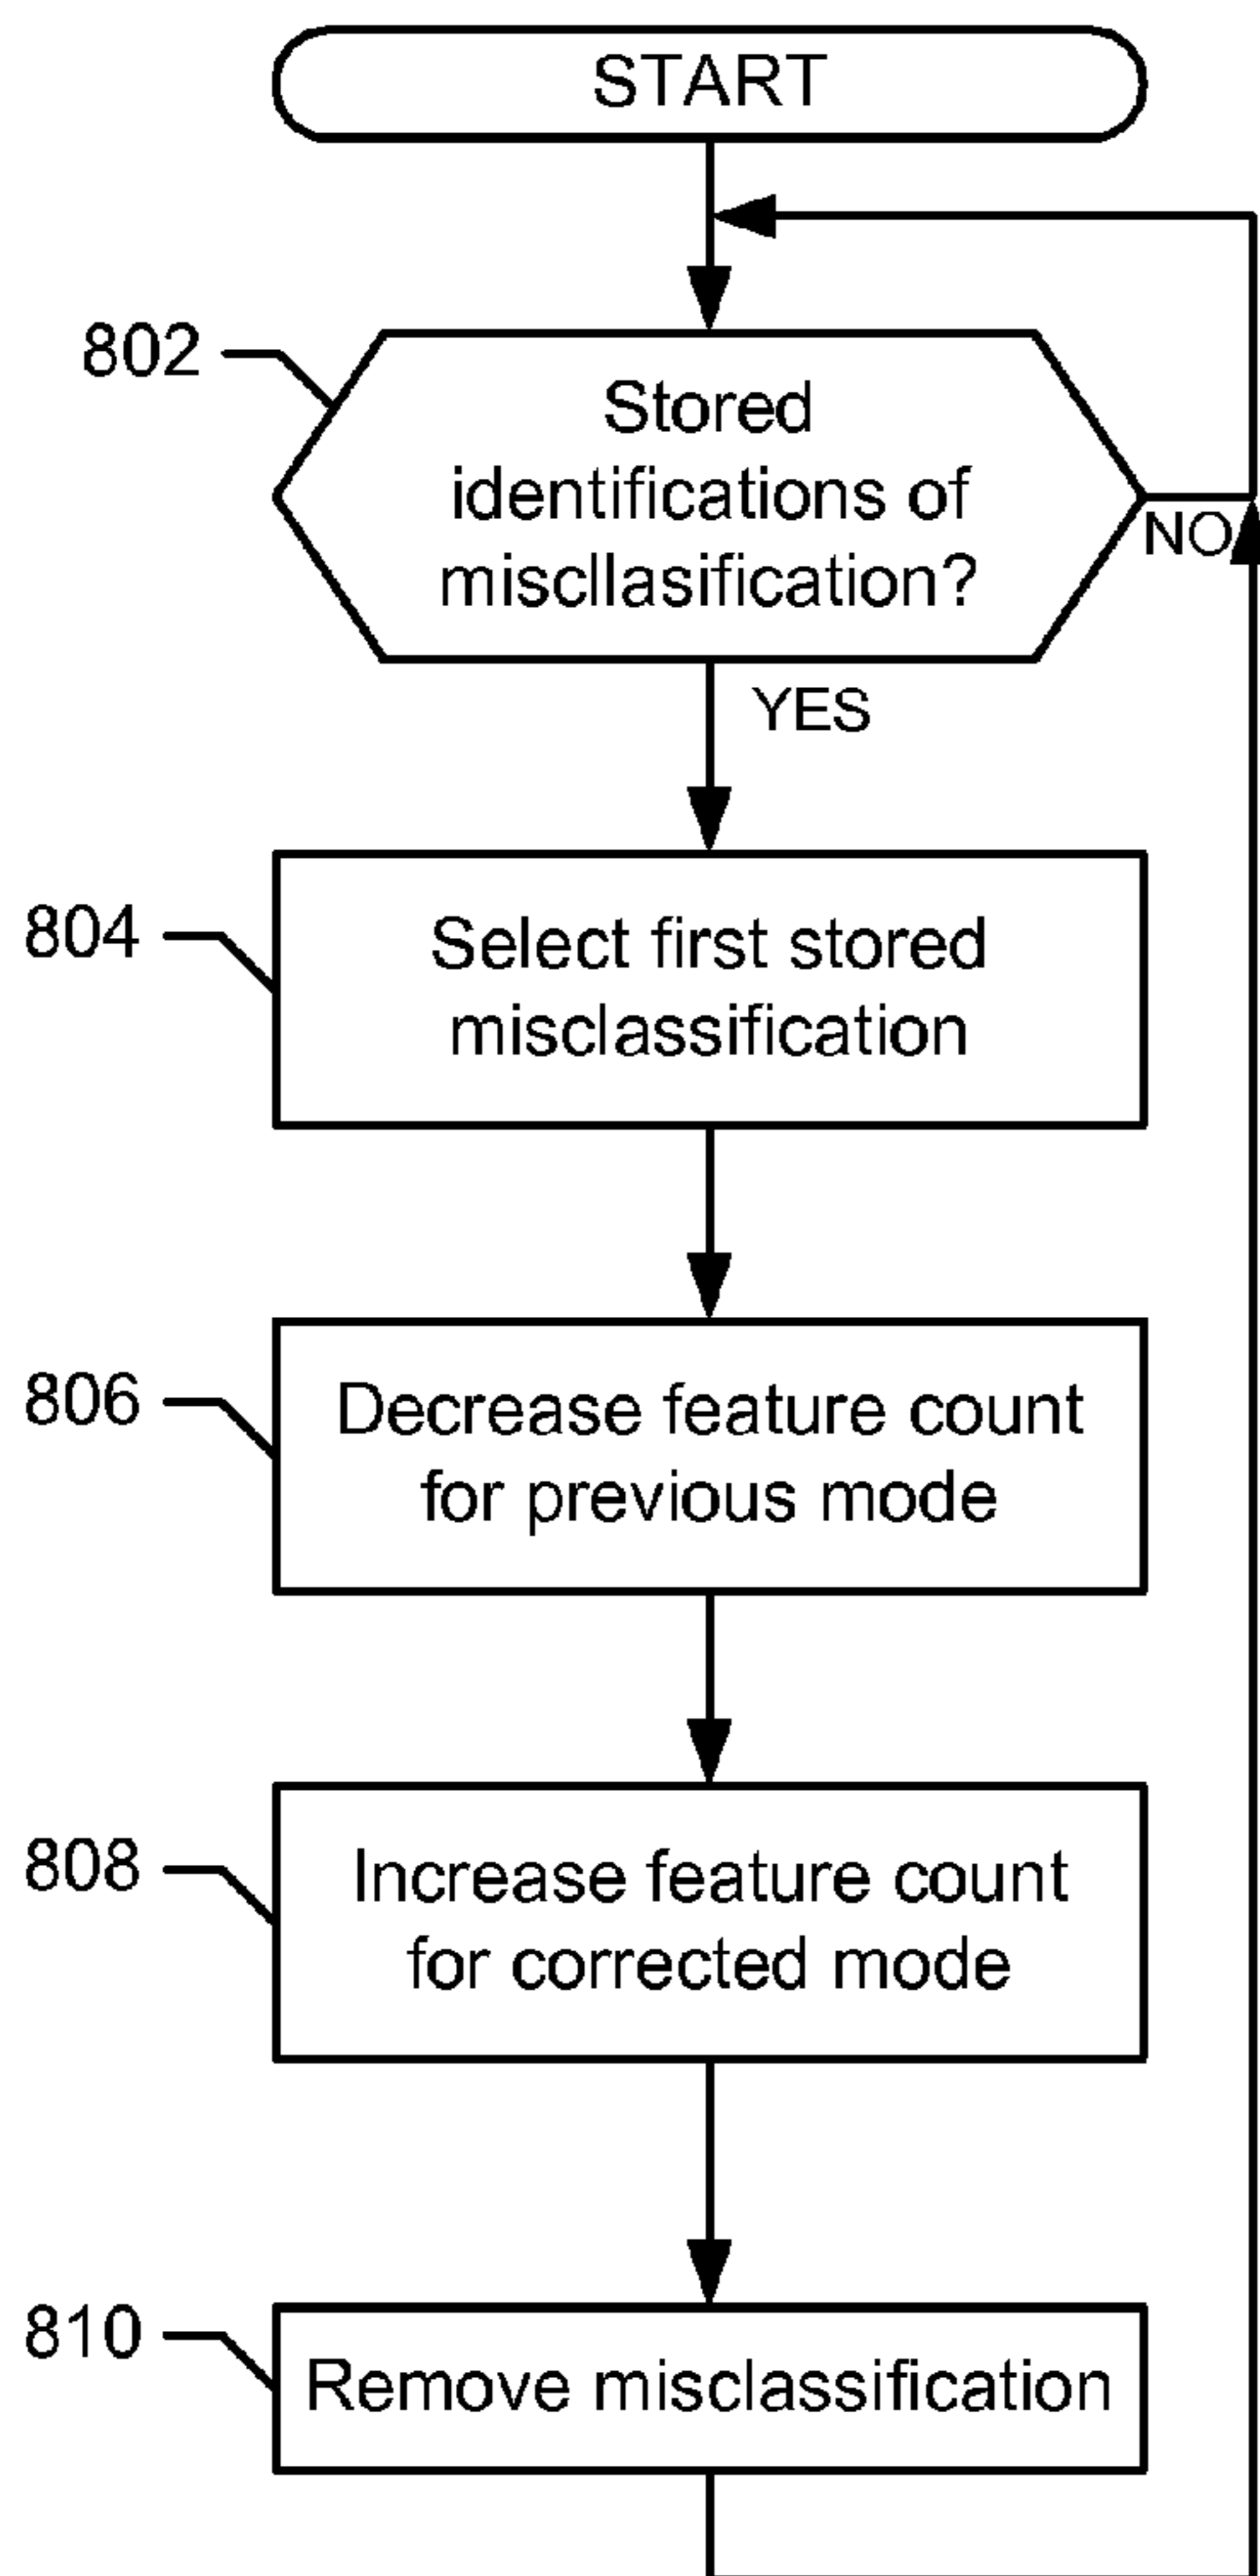 START
802
Stored
identifications of
miscllasification?
NO
YES
804
Select first stored
misclassification
806
Decrease feature count
for previous mode
808
Increase feature count
for corrected mode
810
Remove misclassification